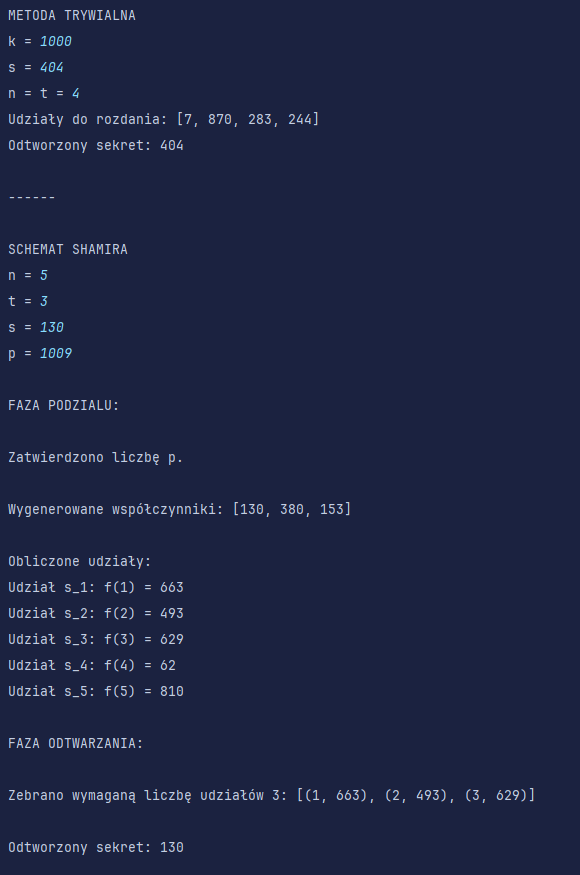 METODA TRYWIALNA
k = 1000
s = 404
n = t = 4
Udziały do rozdania: [7, 870, 283, 244]
Odtworzony sekret: 404
------
SCHEMAT SHAMIRA
n = 5
t = 3
s = 130
p = 1009
FAZA PODZIALU:
Zatwierdzono liczbę p.
Wygenerowane współczynniki: [130, 380, 153]
Obliczone udziały:
Udział s_1: f(1) = 663
Udział s_2: f(2) = 493
Udział s_3: f(3) = 629
Udział s_4: f(4) = 62
Udział s_5: f(5) = 810
FAZA ODTWARZANIA:
Zebrano wymaganą liczbę udziałów 3: [(1, 663), (2, 493), (3, 629)]
Odtworzony sekret: 130